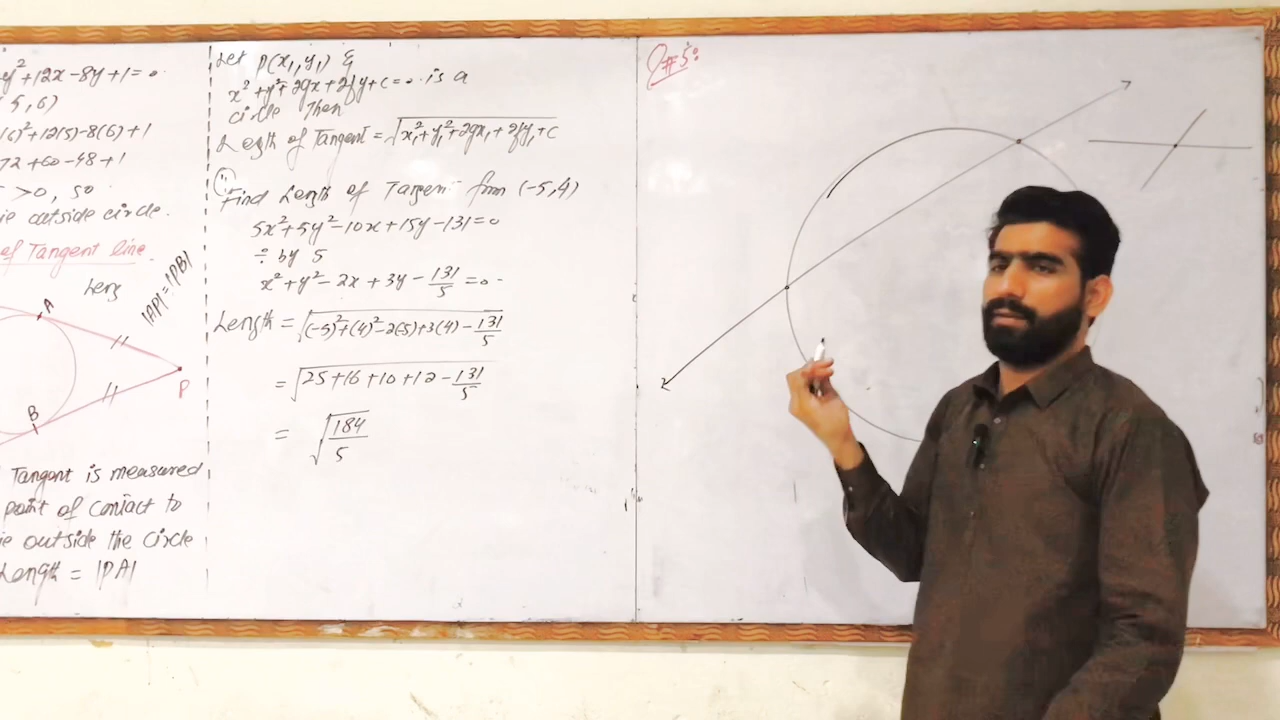 y²+12x-8y+1=0
5,6)
(6)²+12(5)-8(6)+1
72+60-48+1
>0, so
ie outside circle.
of Tangent line.
Leng
A
|AP|=|PB|
P
B
Tangent is measured
point of contact to
ie outside the circle
Length = |PA|
Let P(x₁,y₁) &
x²+y²+2gx+2fy+c=0 is a
circle Then
Length of Tangent = √x₁²+y₁²+2gx₁+2fy₁+c
Find Length of Tangent from (-5,4)
5x²+5y²-10x+15y-131=0
÷ by 5
x²+y²-2x+3y-131/5=0
Length = √(-5)²+(4)²-2(-5)+3(4)-131/5
= √25+16+10+12-131/5
= √184/5
Q#5: